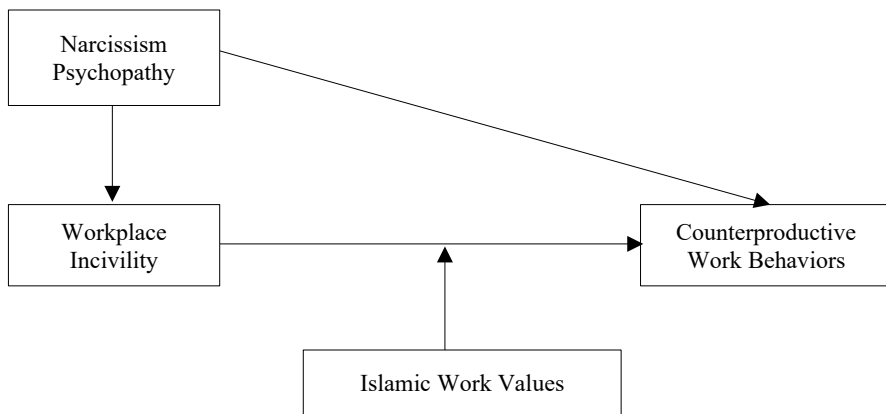 Narcissism
Psychopathy
Workplace
Incivility
Counterproductive
Work Behaviors
Islamic Work Values